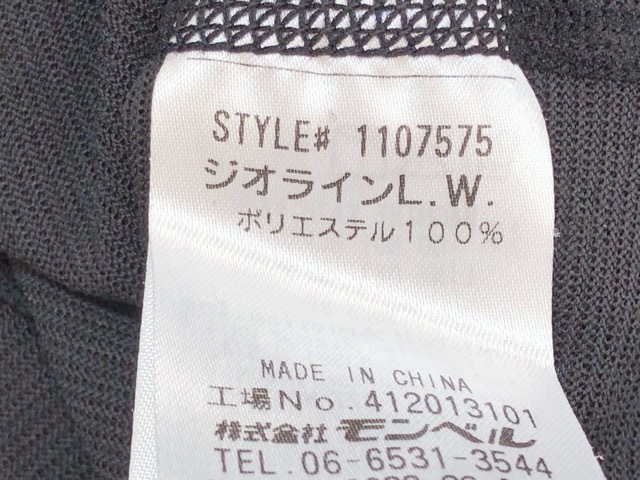 STYLE# 1107575
ジオラインL.W.
ポリエステル100%
MADE IN CHINA
工場No.412013101
株式会社 モンベル
TEL.06-6531-3544